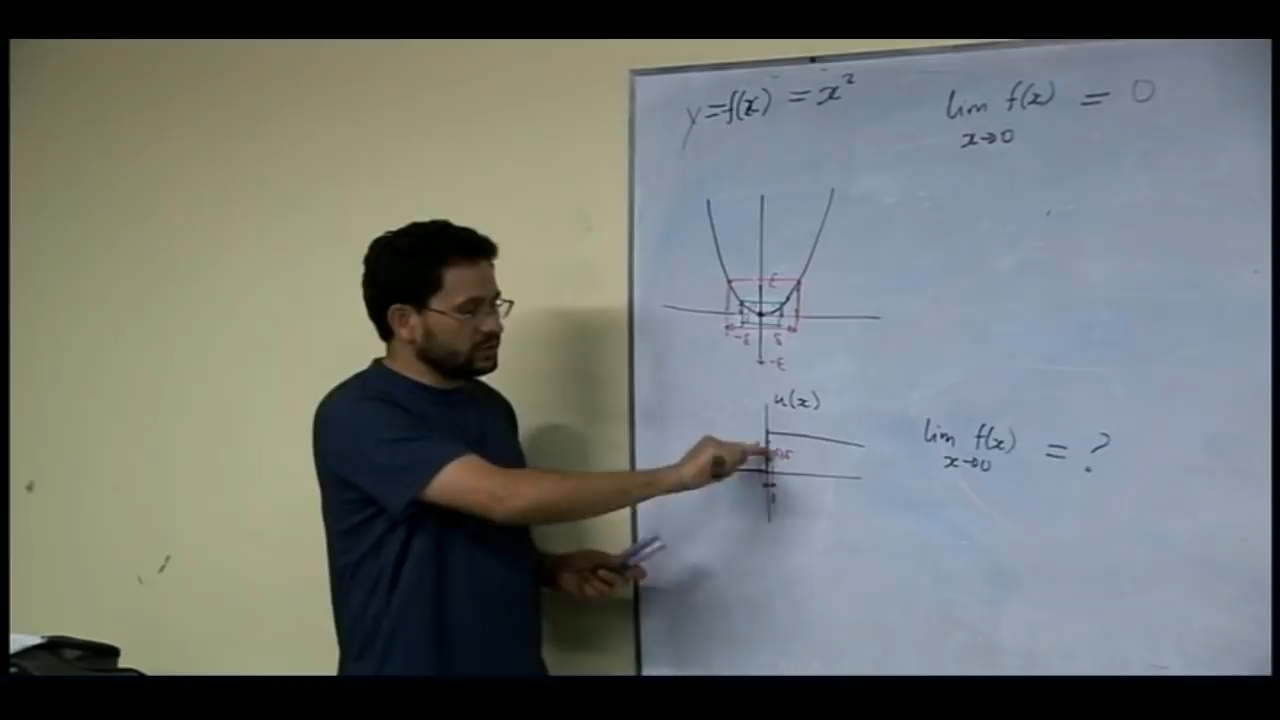 y = f(x) = x²
lim f(x) = 0
x→0
ε
-ε δ
-ε
u(x)
lim f(x) = ?
x→0